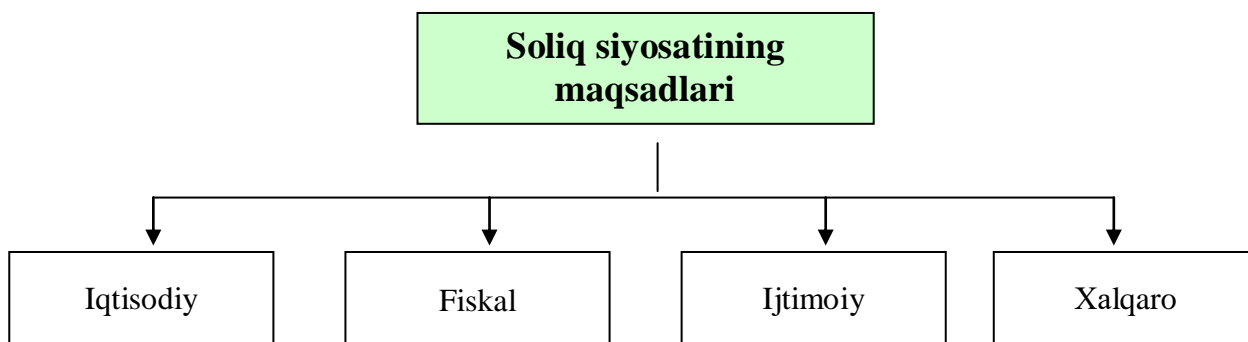 Soliq siyosatining
maqsadlari
Iqtisodiy
Fiskal
Ijtimoiy
Xalqaro